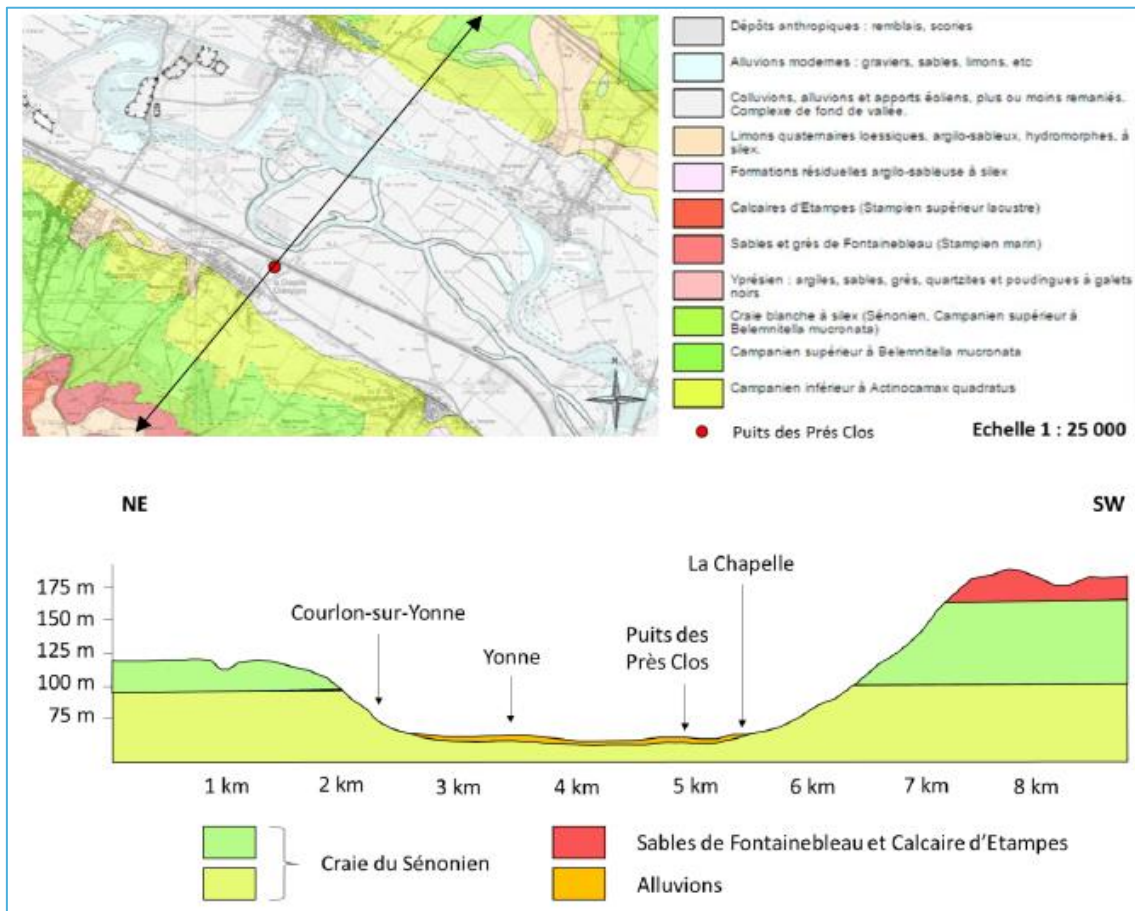 Dépôts anthropiques : remblais, scories
Alluvions modernes : graviers, sables, limons, etc
Colluvions, alluvions et apports éoliens, plus ou moins remaniés.
Complexe de fond de vallée.
Limons quaternaires loessiques, argilo-sableux, hydromorphes, à
silex.
Formations résiduelles argilo-sableuse à silex
Calcaires d'Etampes (Stampien supérieur lacustre)
Sables et grès de Fontainebleau (Stampien marin)
Yprésien : argiles, sables, grès, quartzites et poudingues à galets
noirs
Craie blanche à silex (Sénonien, Campanien supérieur à
Belemnitella mucronata)
Campanien supérieur à Belemnitella mucronata
Campanien inférieur à Actinocamax quadratus
Puits des Prés Clos
Echelle 1 : 25 000
N
NE
SW
175 m
150 m
125 m
100 m
75 m
Courlon-sur-Yonne
Yonne
Puits des
Près Clos
La Chapelle
1 km
2 km
3 km
4 km
5 km
6 km
7 km
8 km
Craie du Sénonien
Sables de Fontainebleau et Calcaire d'Etampes
Alluvions